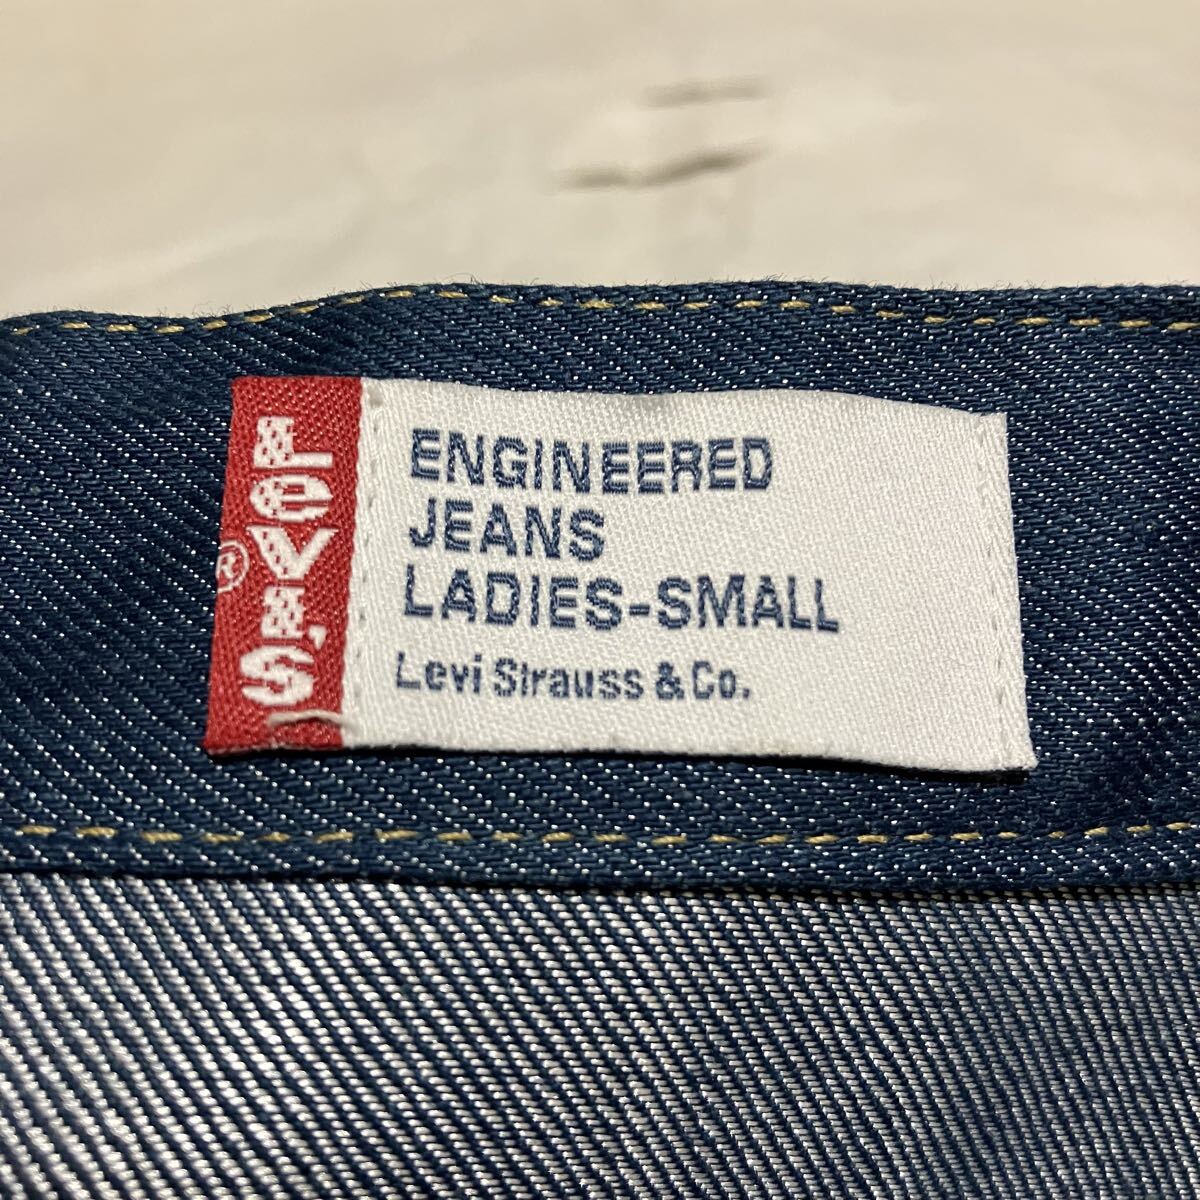 LeVI'S
®
ENGINEERED
JEANS
LADIES-SMALL
Levi Strauss & Co.